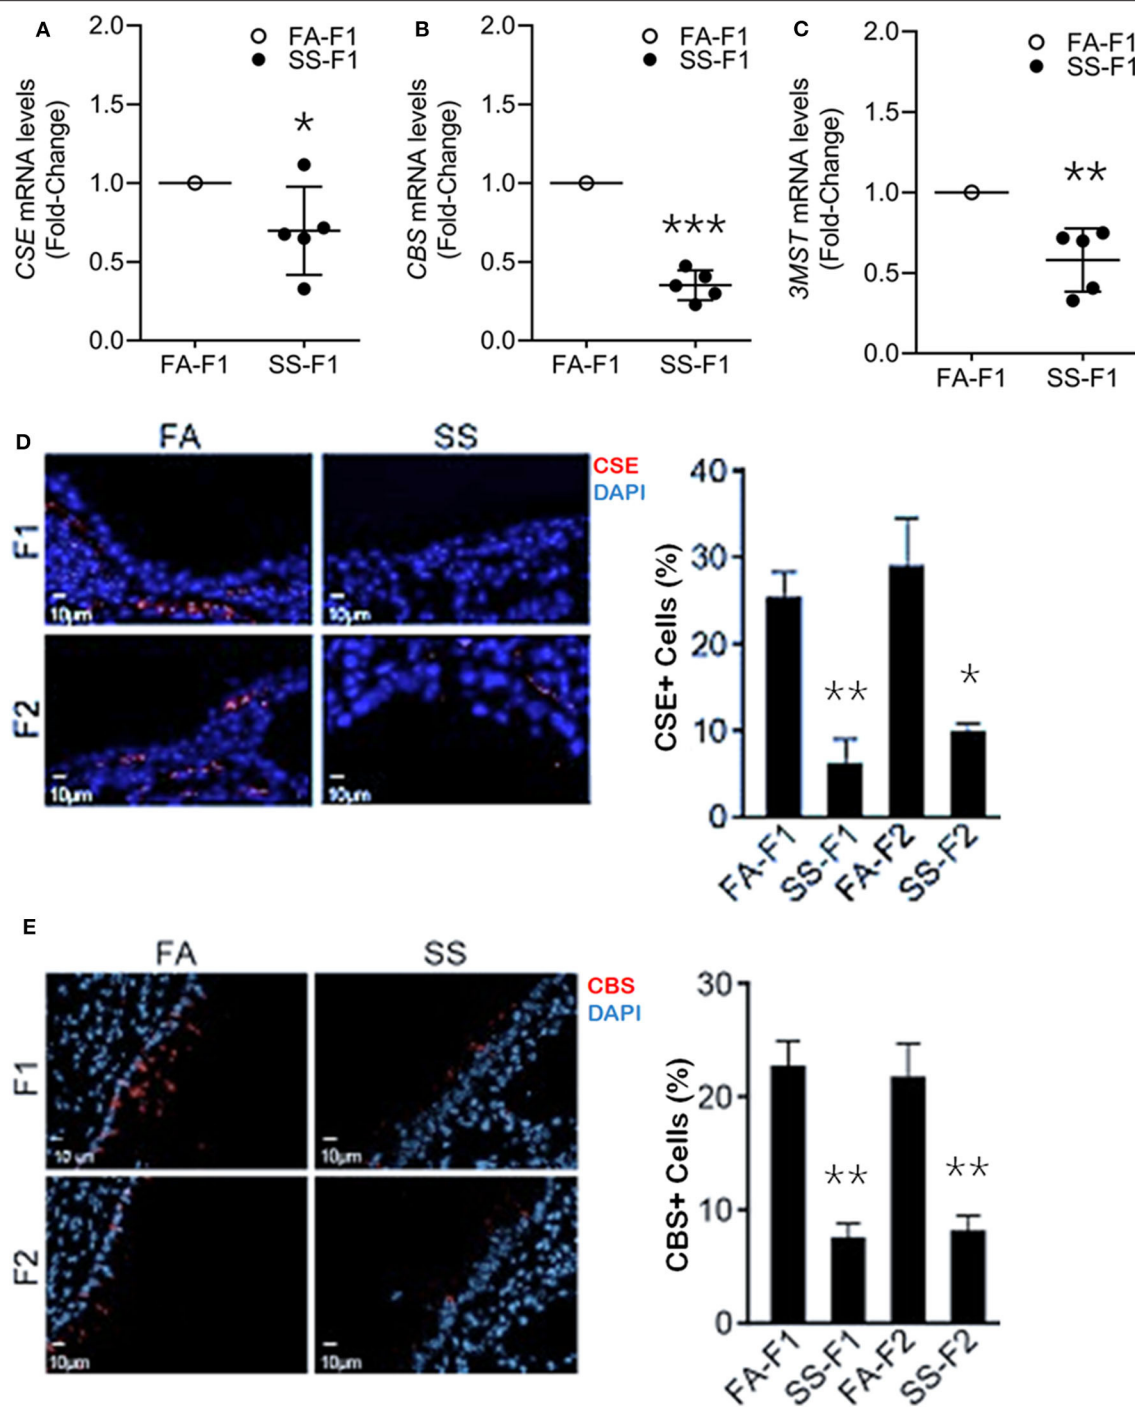 A
CSE mRNA levels
(Fold-Change)
2.0
1.5
1.0
0.5
0.0
FA-F1
SS-F1
*
FA-F1 SS-F1
B
CBS mRNA levels
(Fold-Change)
2.0
1.5
1.0
0.5
0.0
FA-F1
SS-F1
***
FA-F1 SS-F1
C
3MST mRNA levels
(Fold-Change)
2.0
1.5
1.0
0.5
0.0
FA-F1
SS-F1
**
FA-F1 SS-F1
D
FA SS
CSE
DAPI
F1
10µm 10µm
F2
10µm 10µm
CSE+ Cells (%)
40
30
20
10
0
** *
FA-F1 SS-F1 FA-F2 SS-F2
E
FA SS
CBS
DAPI
F1
10µm
F2
10µm 10µm
CBS+ Cells (%)
30
20
10
0
** **
FA-F1 SS-F1 FA-F2 SS-F2